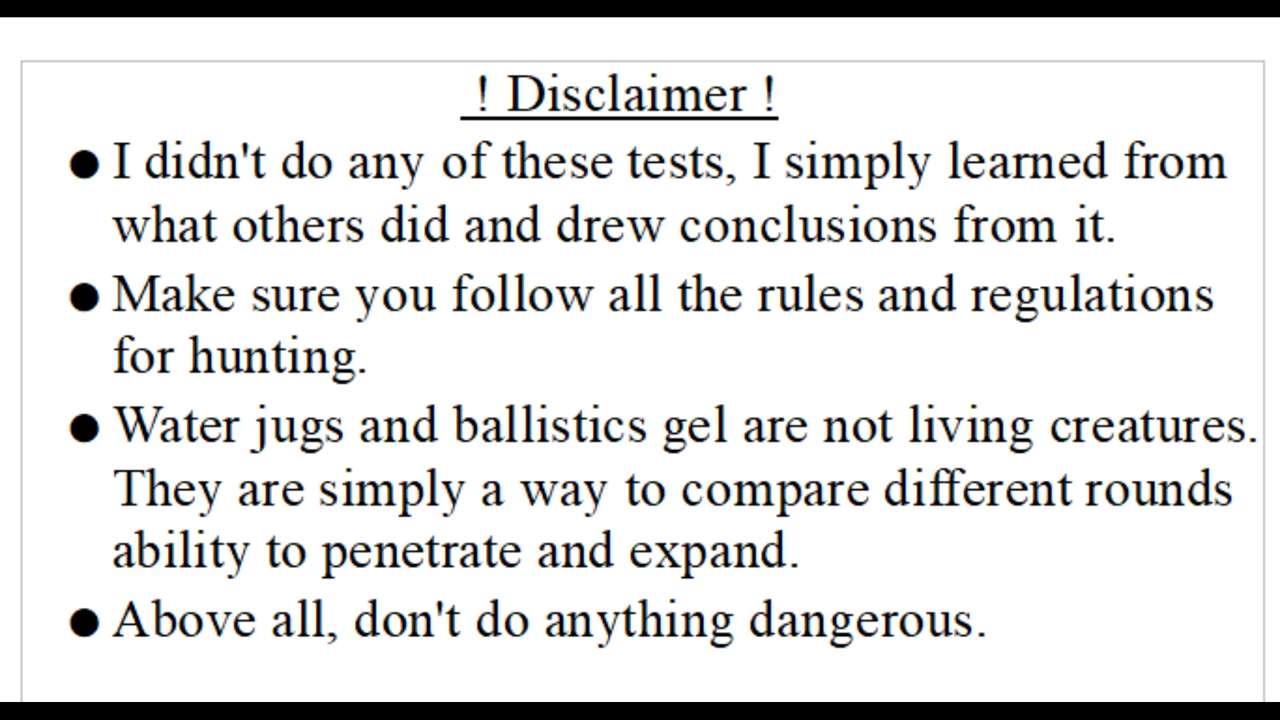 ! Disclaimer !
● I didn't do any of these tests, I simply learned from
what others did and drew conclusions from it.
● Make sure you follow all the rules and regulations
for hunting.
● Water jugs and ballistics gel are not living creatures.
They are simply a way to compare different rounds
ability to penetrate and expand.
● Above all, don't do anything dangerous.